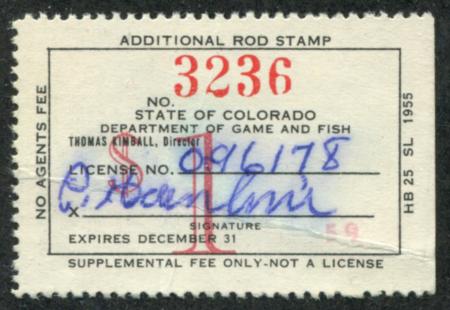 ADDITIONAL ROD STAMP
3236
NO.
STATE OF COLORADO
DEPARTMENT OF GAME AND FISH
THOMAS KIMBALL, Director
$1
LICENSE NO. 096178
X
SIGNATURE
EXPIRES DECEMBER 31 59
SUPPLEMENTAL FEE ONLY-NOT A LICENSE
NO AGENTS FEE
HB 25 SL 1955